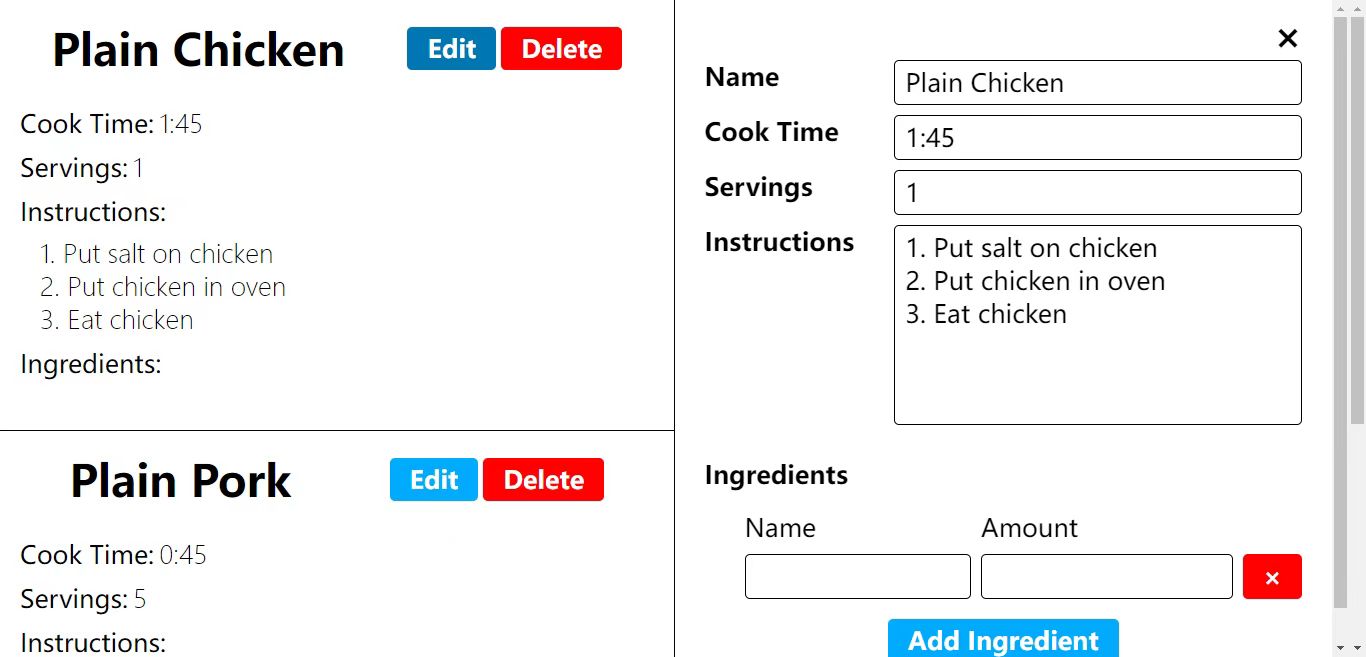 Plain Chicken
Edit
Delete
Cook Time: 1:45
Servings: 1
Instructions:
1. Put salt on chicken
2. Put chicken in oven
3. Eat chicken
Ingredients:
Plain Pork
Edit
Delete
Cook Time: 0:45
Servings: 5
Instructions:
×
Name
Plain Chicken
Cook Time
1:45
Servings
1
Instructions
1. Put salt on chicken
2. Put chicken in oven
3. Eat chicken
Ingredients
Name
Amount
×
Add Ingredient